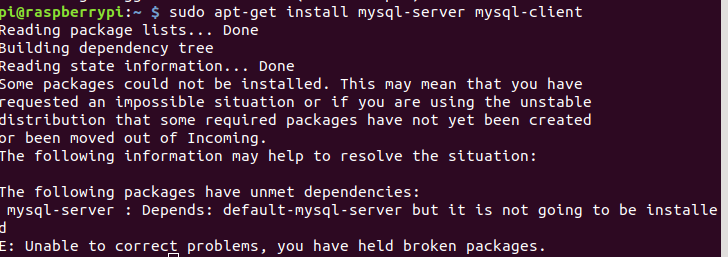 pi@raspberrypi:~ $ sudo apt-get install mysql-server mysql-client
Reading package lists... Done
Building dependency tree
Reading state information... Done
Some packages could not be installed. This may mean that you have
requested an impossible situation or if you are using the unstable
distribution that some required packages have not yet been created
or been moved out of Incoming.
The following information may help to resolve the situation:

The following packages have unmet dependencies:
 mysql-server : Depends: default-mysql-server but it is not going to be installe
d
E: Unable to correct problems, you have held broken packages.